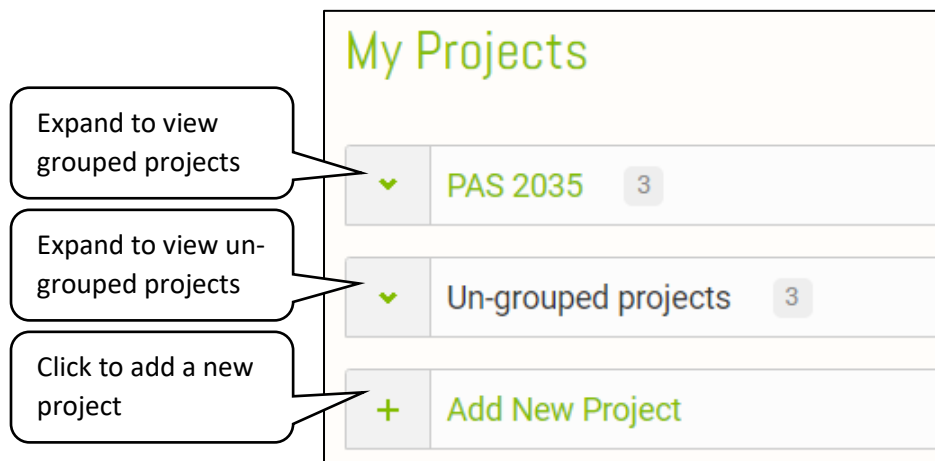 My Projects
Expand to view
grouped projects
PAS 2035 3
Expand to view un-
grouped projects
Un-grouped projects 3
Click to add a new
project
+ Add New Project